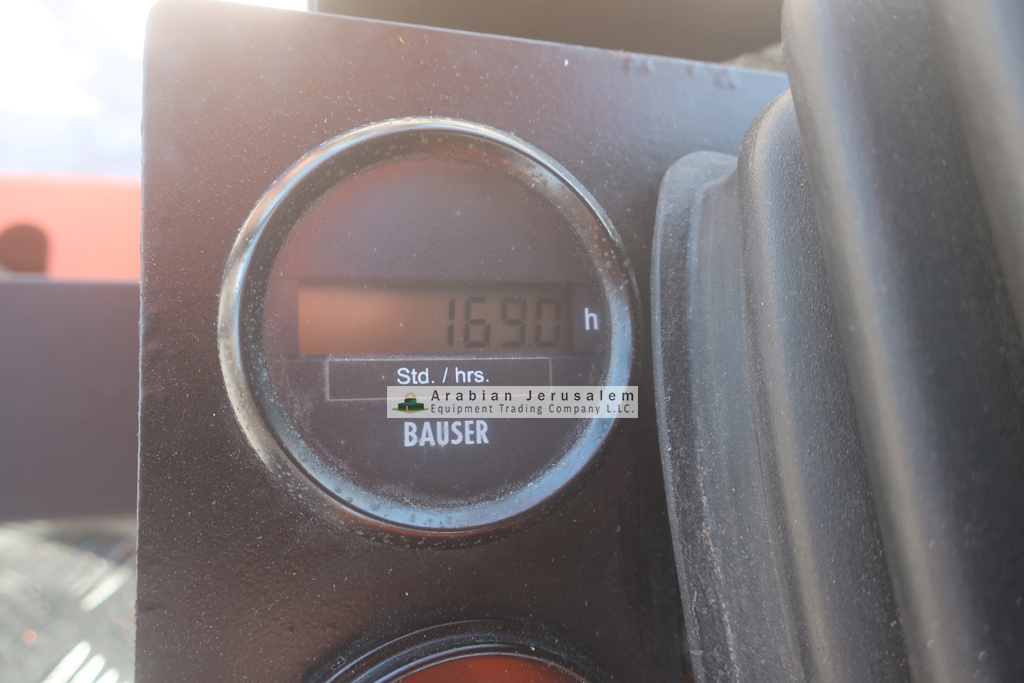 169.0 h
Std. / hrs.
Arabian Jerusalem
Equipment Trading Company L.L.C.
BAUSER